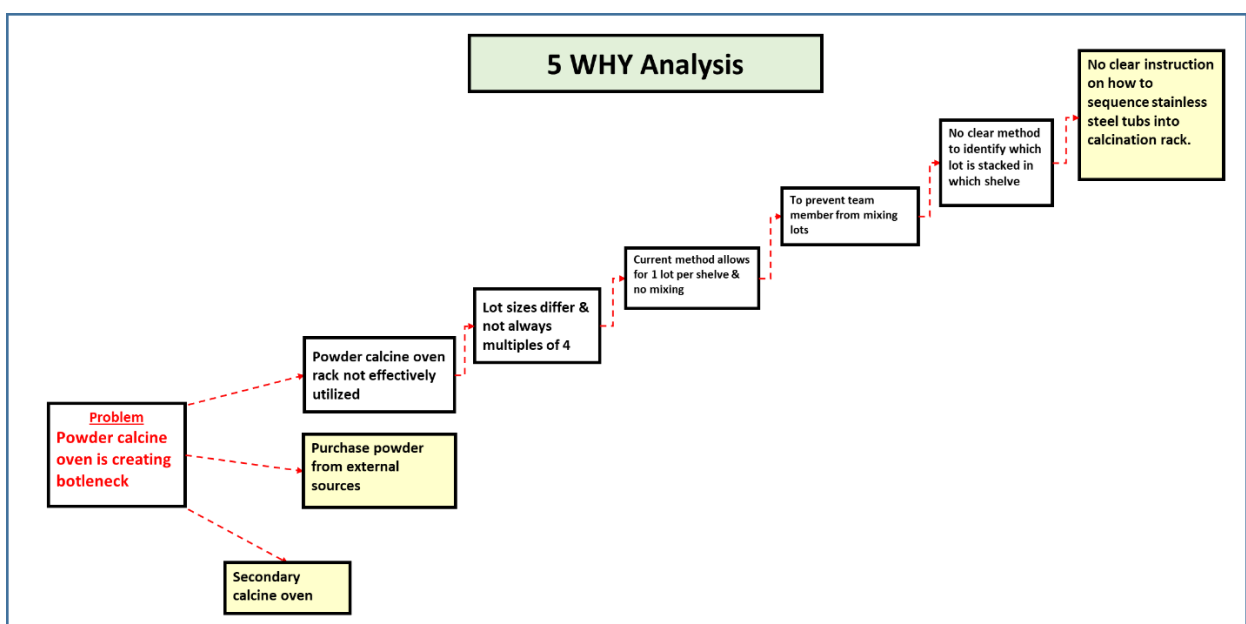 5 WHY Analysis
No clear instruction
on how to
sequence stainless
steel tubs into
calcination rack.
No clear method
to identify which
lot is stacked in
which shelve
To prevent team
member from mixing
lots
Current method allows
for 1 lot per shelve &
no mixing
Lot sizes differ &
not always
multiples of 4
Powder calcine oven
rack not effectively
utilized
Problem
Powder calcine
oven is creating
botleneck
Purchase powder
from external
sources
Secondary
calcine oven